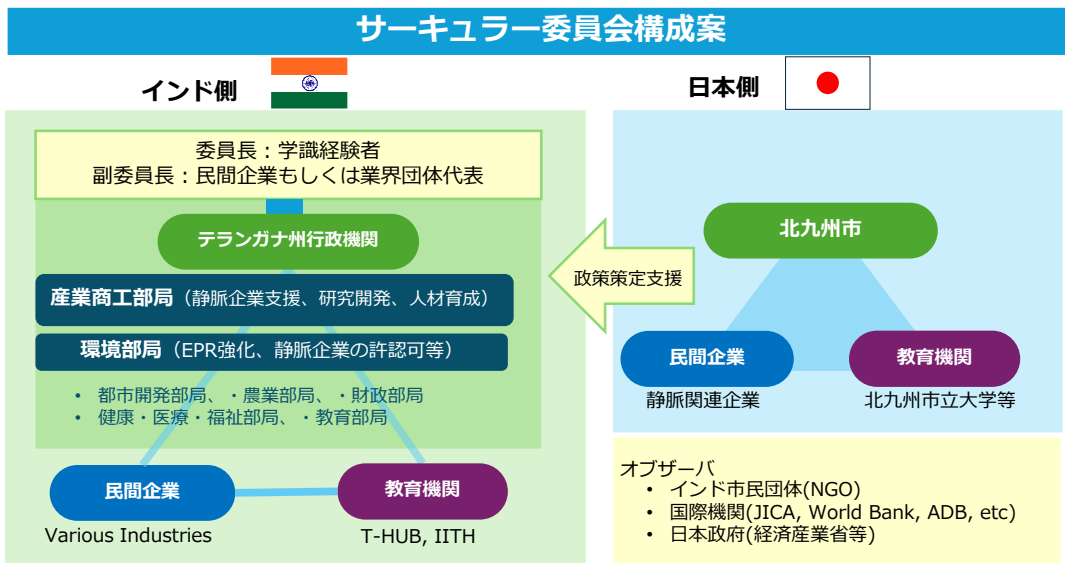 サーキュラー委員会構成案
インド側
委員長：学識経験者
副委員長：民間企業もしくは業界団体代表
テランガナ州行政機関
産業商工部局（静脈企業支援、研究開発、人材育成）
環境部局（EPR強化、静脈企業の許認可等）
• 都市開発部局、・農業部局、・財政部局
• 健康・医療・福祉部局、・教育部局
民間企業
Various Industries
教育機関
T-HUB, IITH
政策策定支援
日本側
北九州市
民間企業
静脈関連企業
教育機関
北九州市立大学等
オブザーバ
• インド市民団体(NGO)
• 国際機関(JICA, World Bank, ADB, etc)
• 日本政府(経済産業省等)